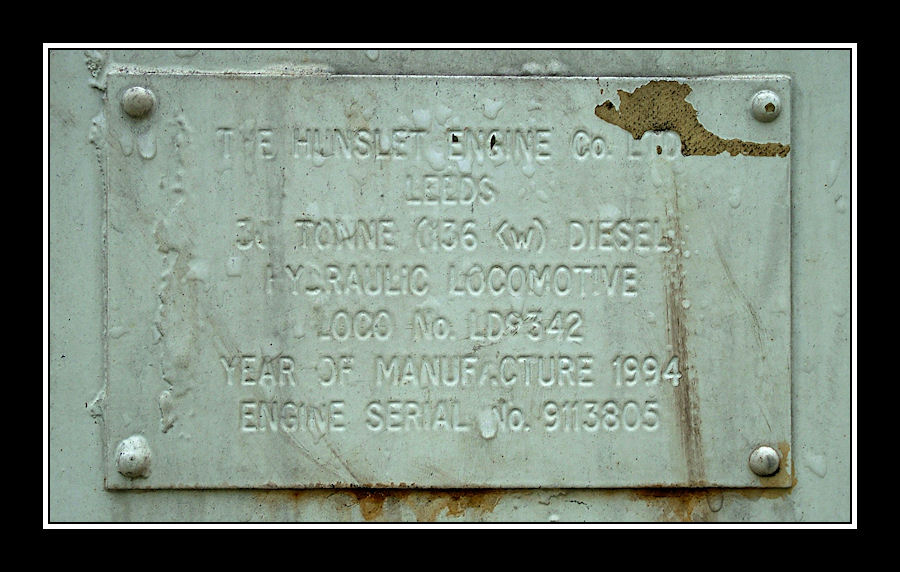 THE HUNSLET ENGINE Co. LTD
LEEDS
TONNE (136 KW) DIESEL
HYDRAULIC LOCOMOTIVE
LOCO No. LD9342
YEAR OF MANUFACTURE 1994
ENGINE SERIAL No. 9113805